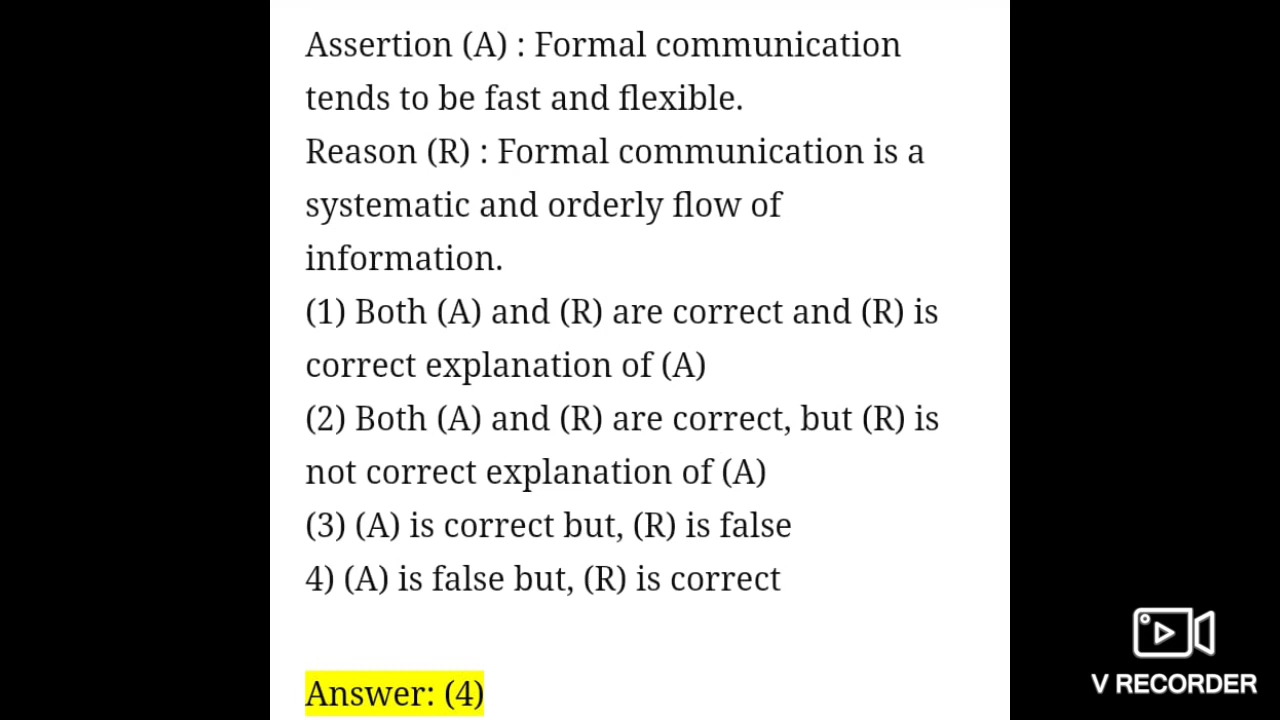 Assertion (A) : Formal communication
tends to be fast and flexible.
Reason (R) : Formal communication is a
systematic and orderly flow of
information.
(1) Both (A) and (R) are correct and (R) is
correct explanation of (A)
(2) Both (A) and (R) are correct, but (R) is
not correct explanation of (A)
(3) (A) is correct but, (R) is false
4) (A) is false but, (R) is correct
Answer: (4)
V RECORDER